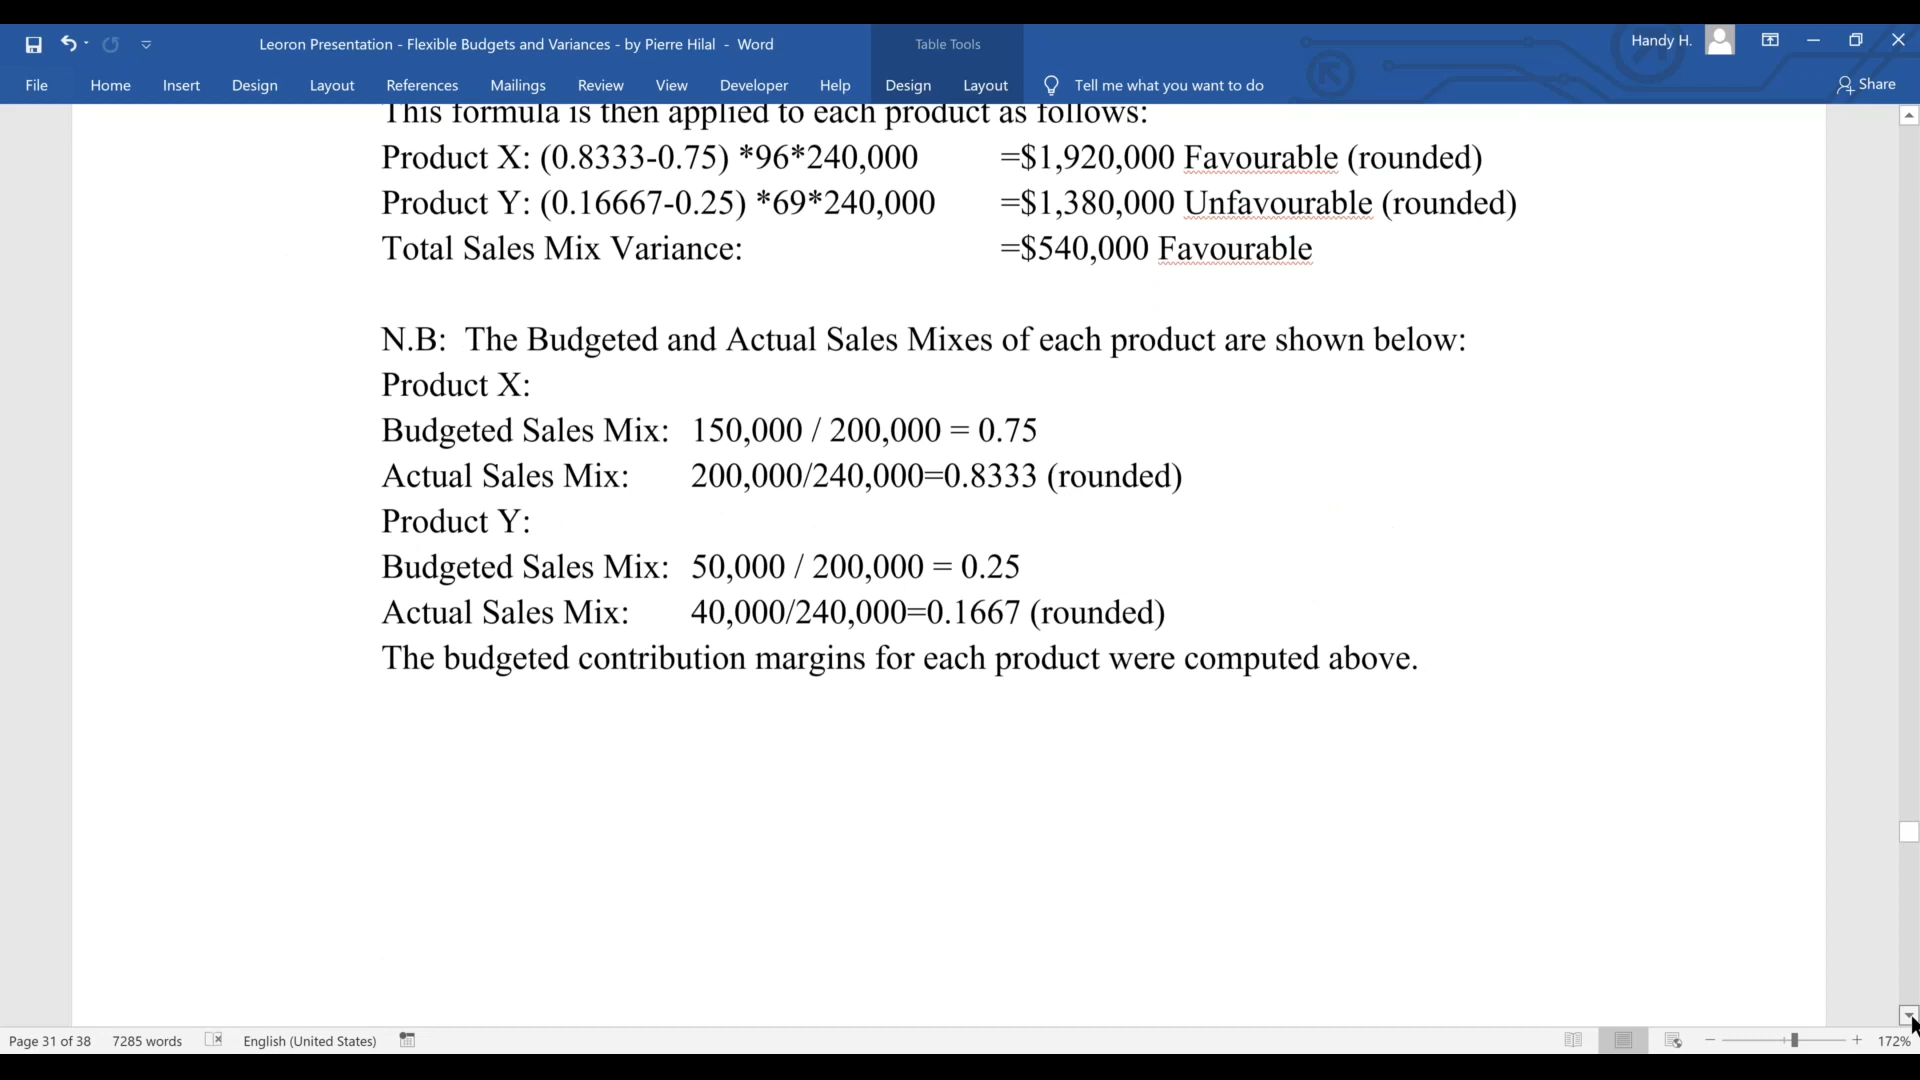 Leoron Presentation - Flexible Budgets and Variances - by Pierre Hilal - Word
Table Tools
Handy H.
File Home Insert Design Layout References Mailings Review View Developer Help Design Layout Tell me what you want to do Share
This formula is then applied to each product as follows:
Product X: (0.8333-0.75) *96*240,000 =$1,920,000 Favourable (rounded)
Product Y: (0.16667-0.25) *69*240,000 =$1,380,000 Unfavourable (rounded)
Total Sales Mix Variance: =$540,000 Favourable
N.B: The Budgeted and Actual Sales Mixes of each product are shown below:
Product X:
Budgeted Sales Mix: 150,000 / 200,000 = 0.75
Actual Sales Mix: 200,000/240,000=0.8333 (rounded)
Product Y:
Budgeted Sales Mix: 50,000 / 200,000 = 0.25
Actual Sales Mix: 40,000/240,000=0.1667 (rounded)
The budgeted contribution margins for each product were computed above.
Page 31 of 38 7285 words English (United States) 172%